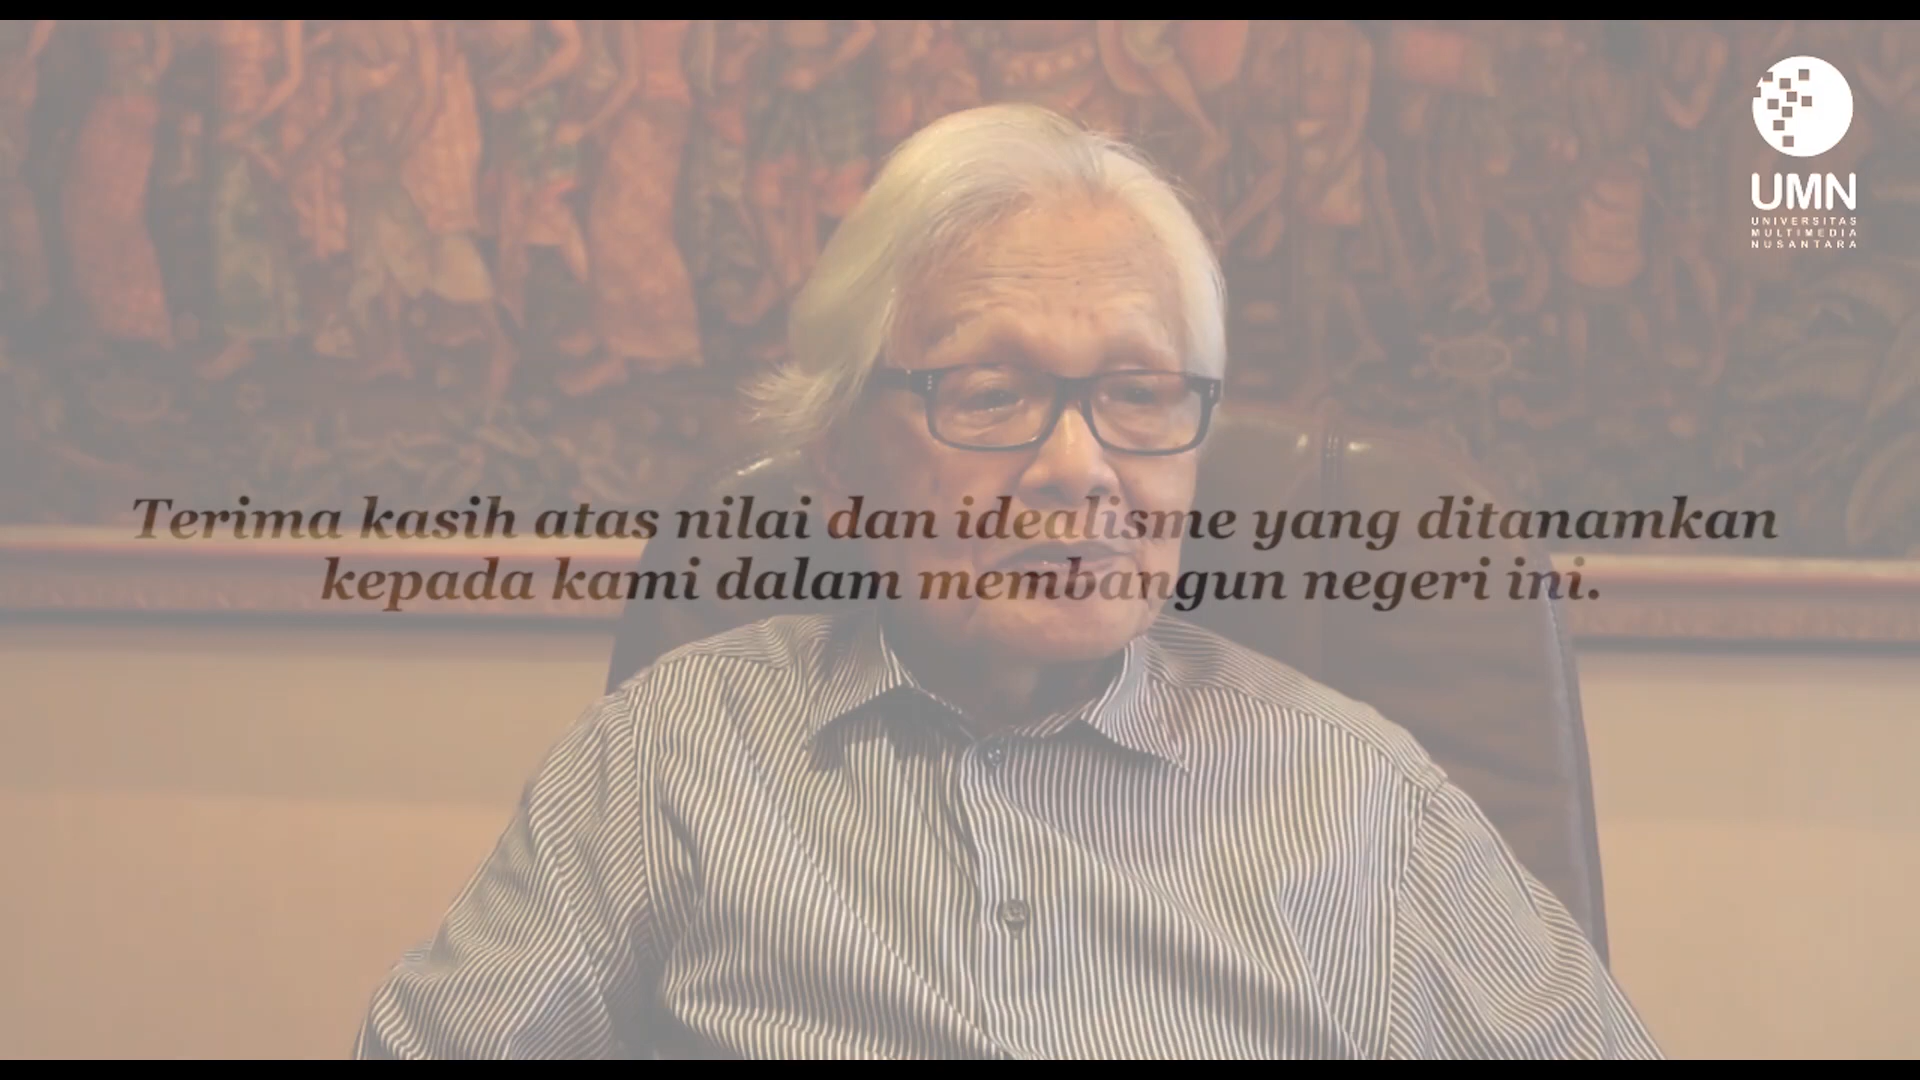 UMN
UNIVERSITAS
MULTIMEDIA
NUSANTARA
Terima kasih atas nilai dan idealisme yang ditanamkan
kepada kami dalam membangun negeri ini.